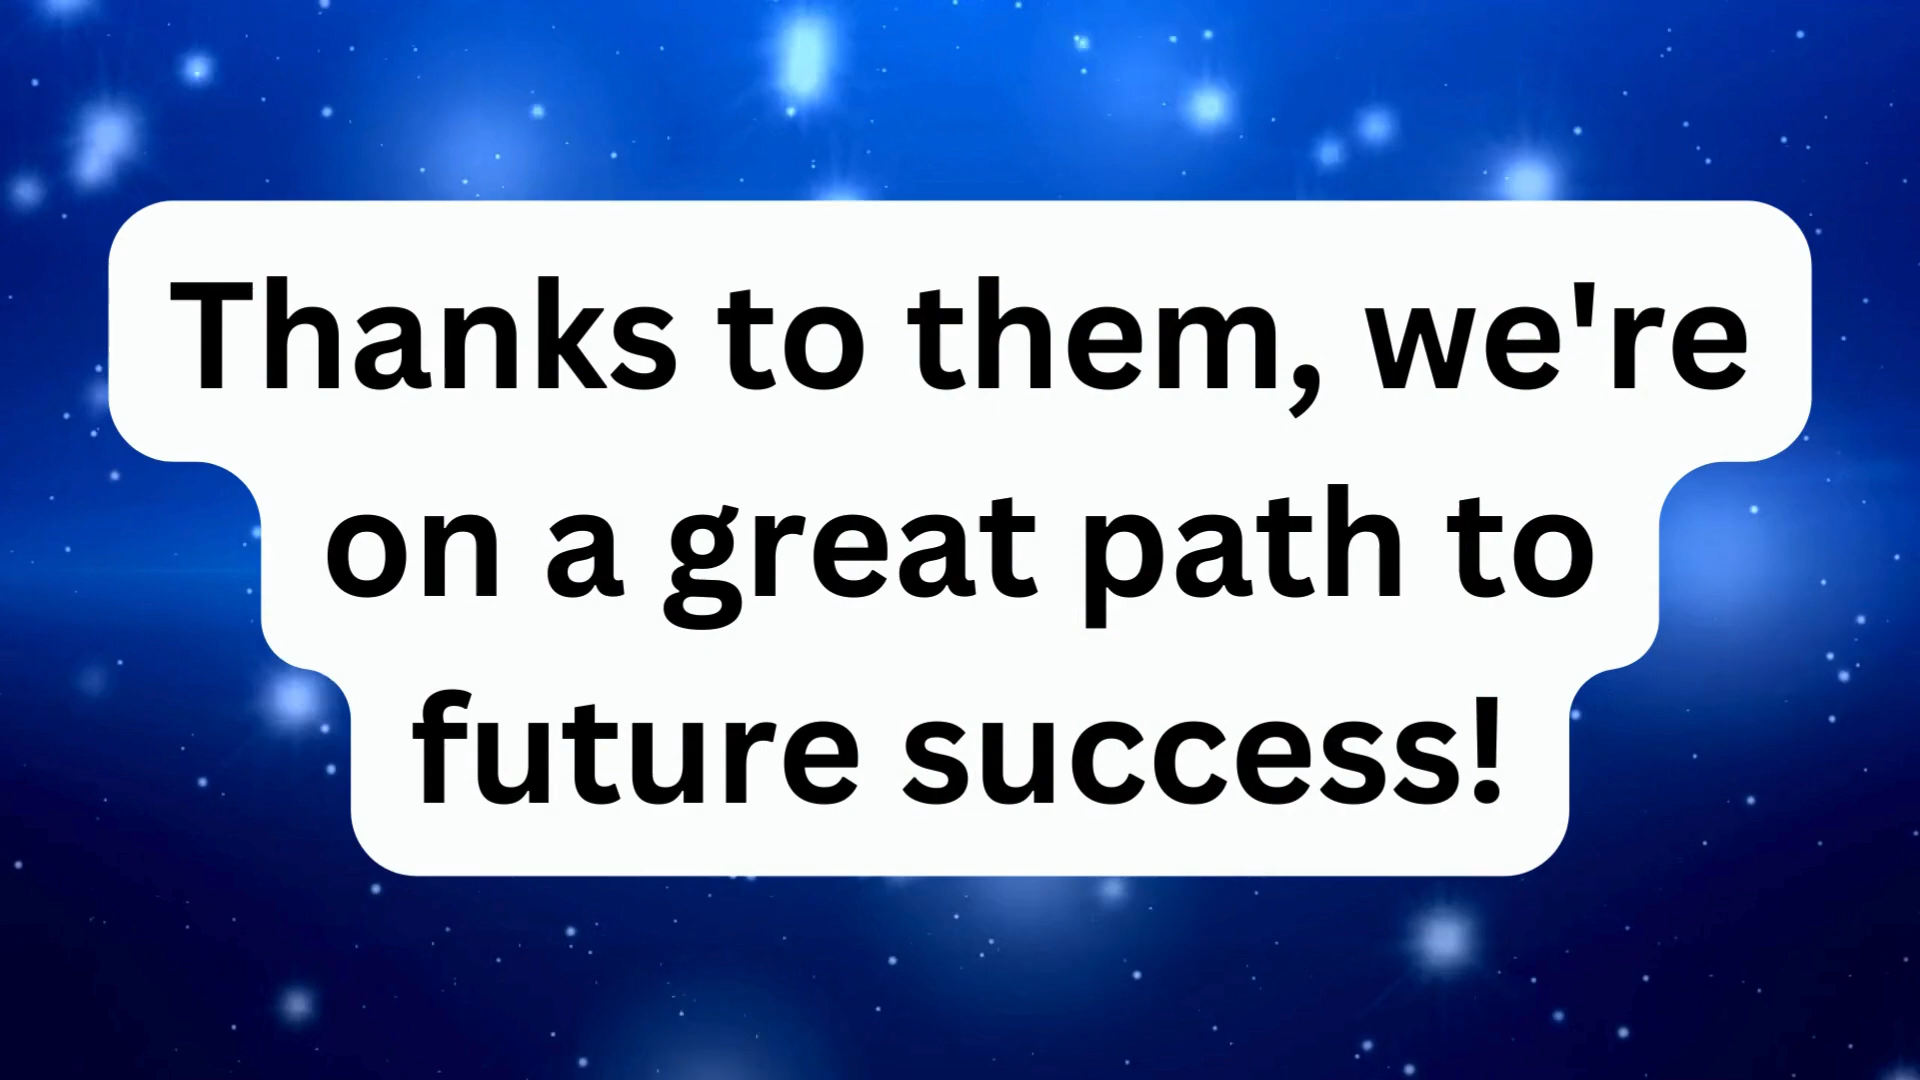 Thanks to them, we're
on a great path to
future success!